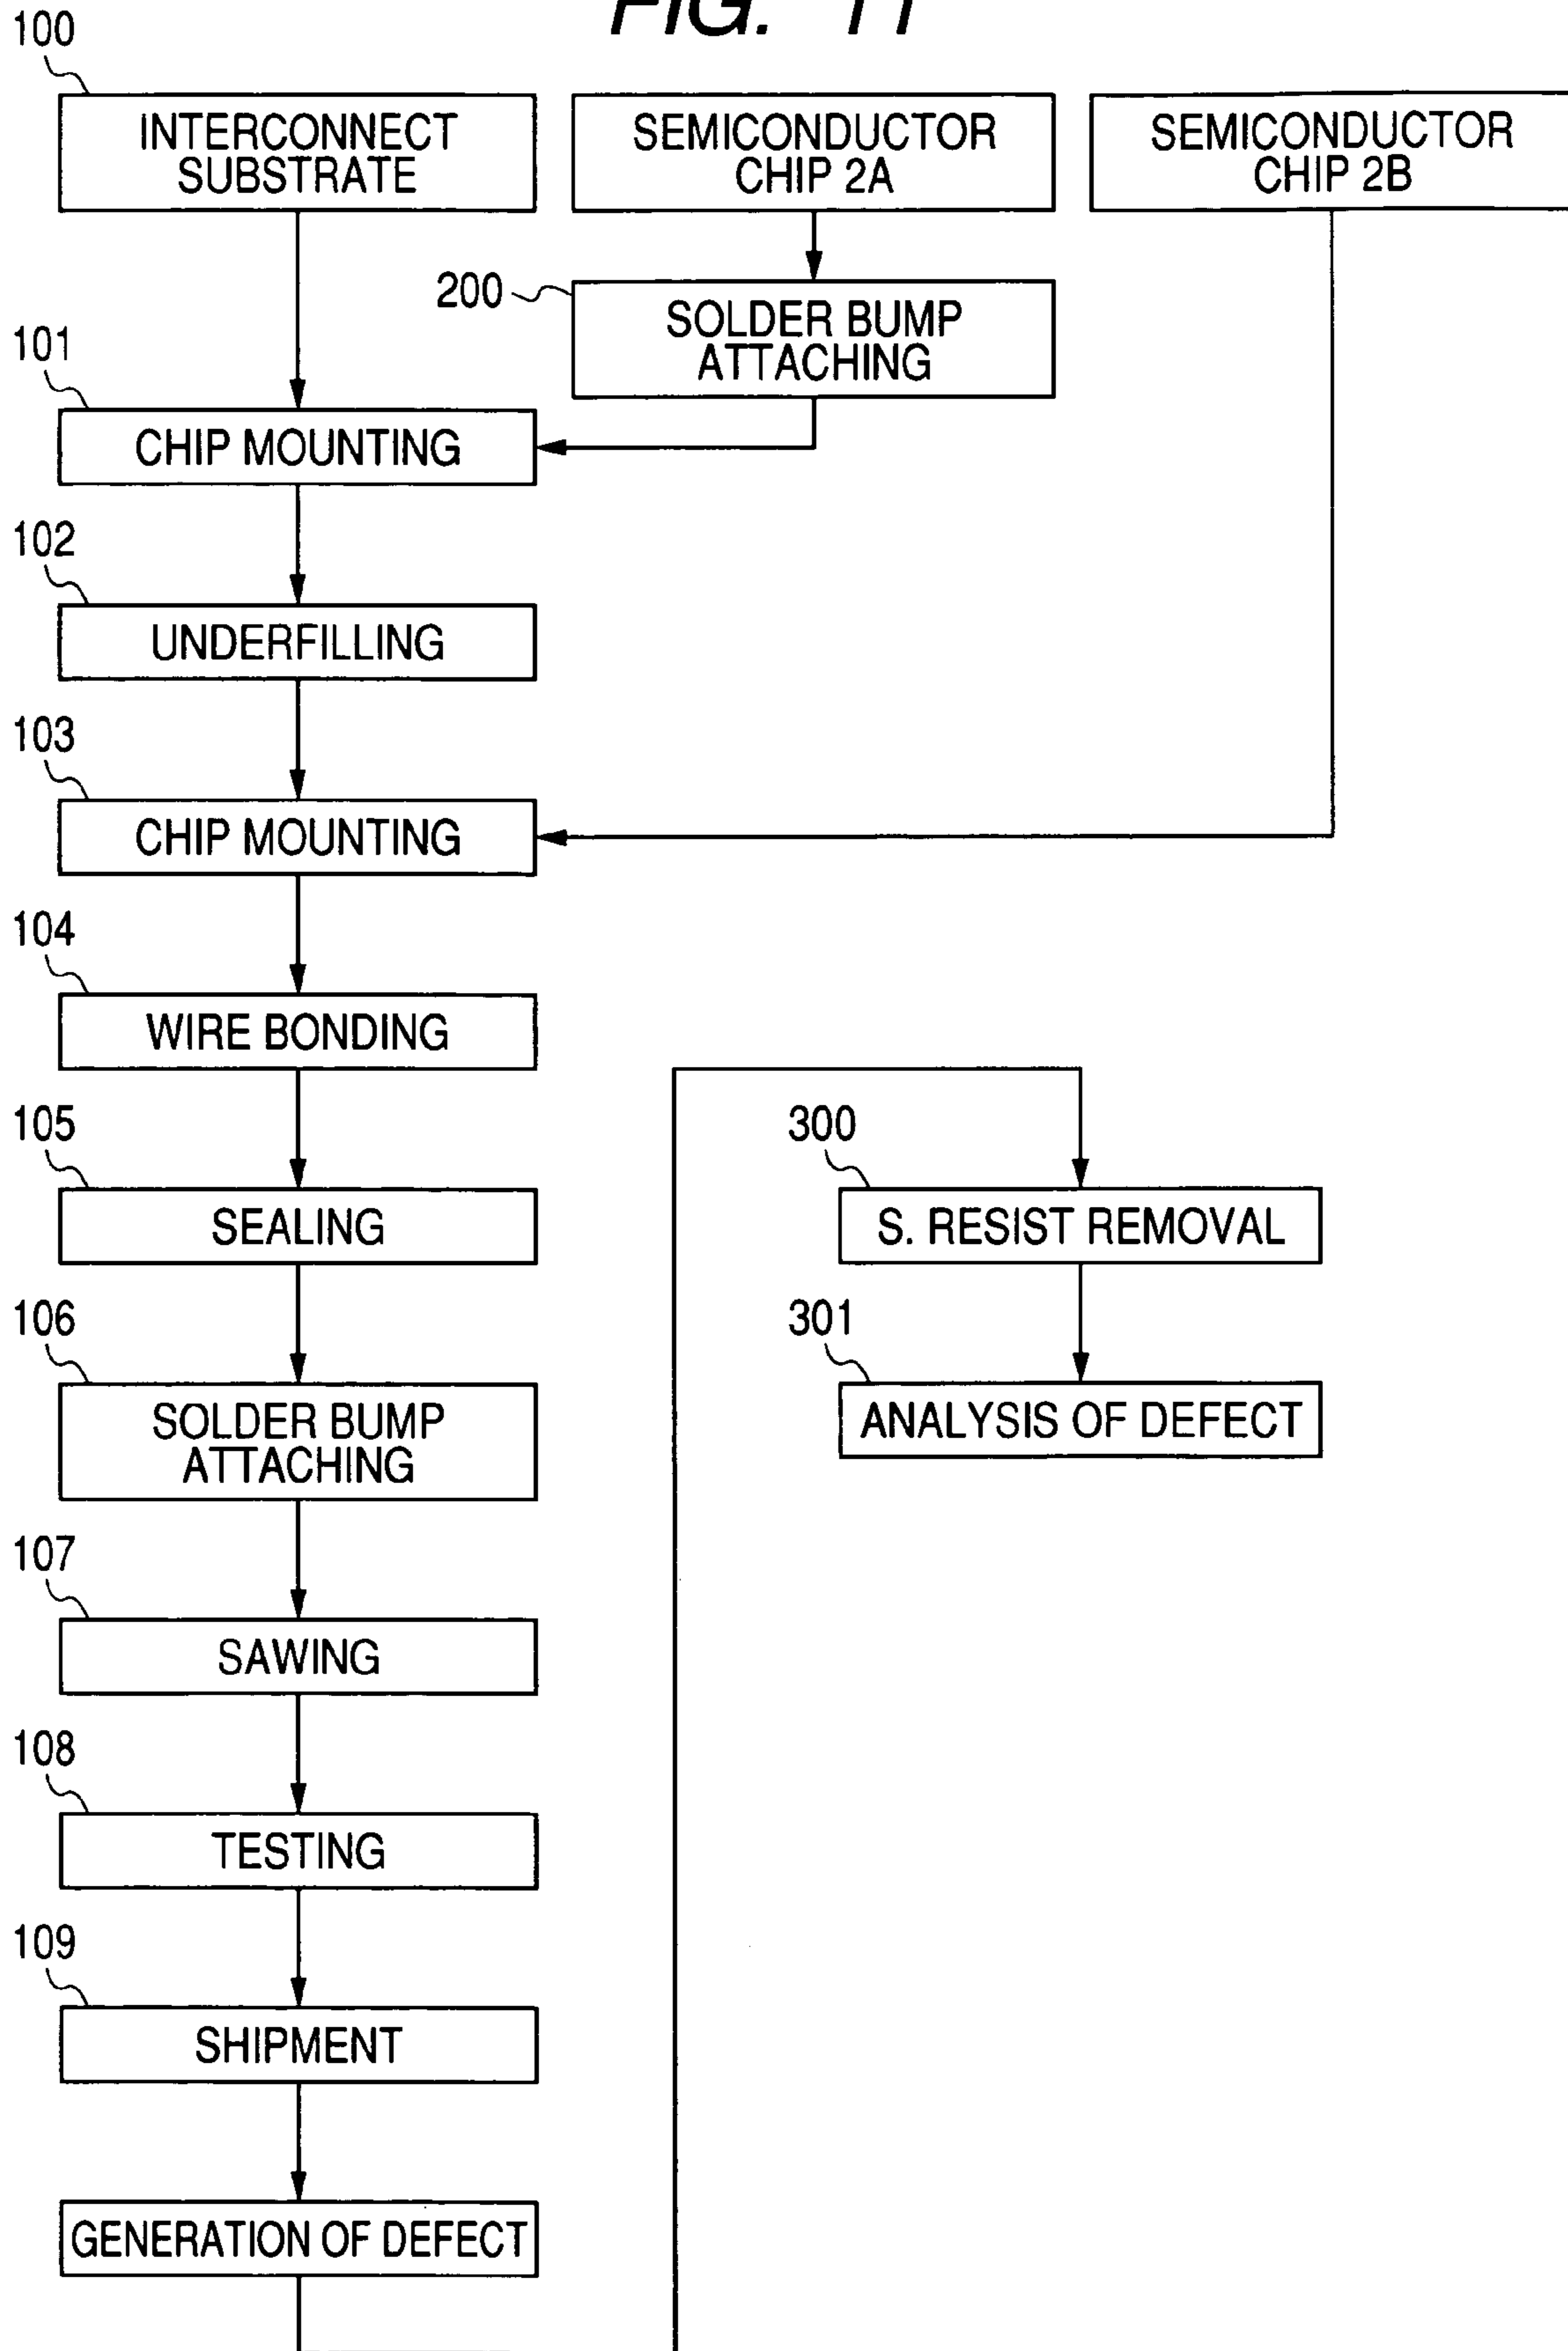 FIG. 11
100
INTERCONNECT
SUBSTRATE
SEMICONDUCTOR
CHIP 2A
SEMICONDUCTOR
CHIP 2B
200
SOLDER BUMP
ATTACHING
101
CHIP MOUNTING
102
UNDERFILLING
103
CHIP MOUNTING
104
WIRE BONDING
105
SEALING
300
S. RESIST REMOVAL
106
SOLDER BUMP
ATTACHING
301
ANALYSIS OF DEFECT
107
SAWING
108
TESTING
109
SHIPMENT
GENERATION OF DEFECT